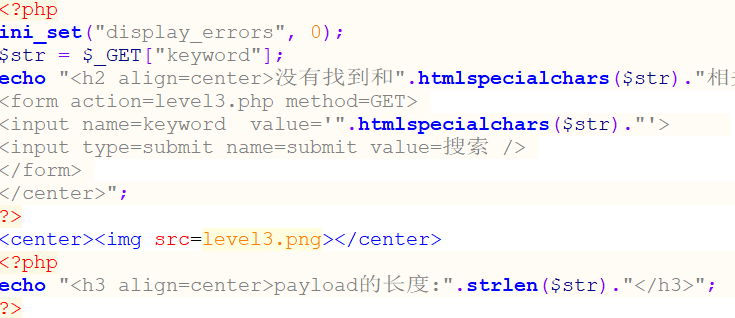 <?php
ini_set("display_errors", 0);
$str = $_GET["keyword"];
echo "<h2 align=center>没有找到和".htmlspecialchars($str)."相
<form action=level3.php method=GET>
<input name=keyword  value='".htmlspecialchars($str)."'>
<input type=submit name=submit value=搜索 />
</form>
</center>";
?>
<center><img src=level3.png></center>
<?php
echo "<h3 align=center>payload的长度:".strlen($str)."</h3>";
?>